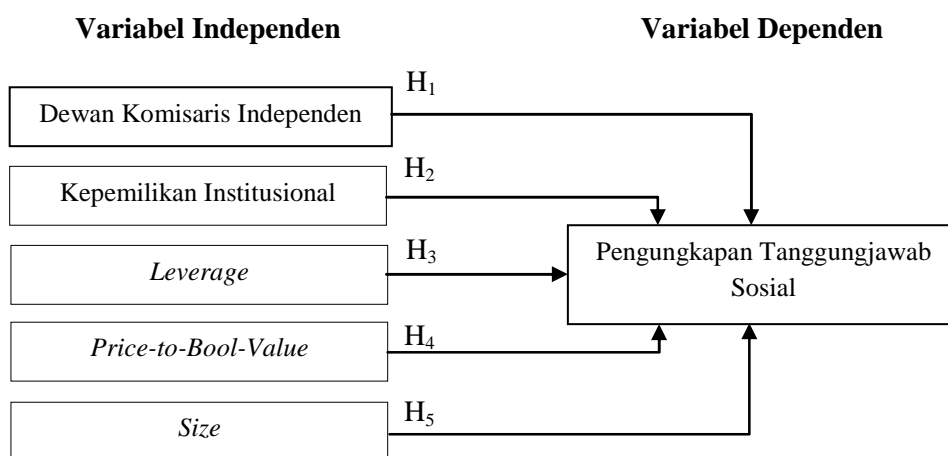 Variabel Independen Variabel Dependen
H₁
Dewan Komisaris Independen
H₂
Kepemilikan Institusional
H₃
Leverage
Pengungkapan Tanggungjawab
Sosial
H₄
Price-to-Bool-Value
H₅
Size